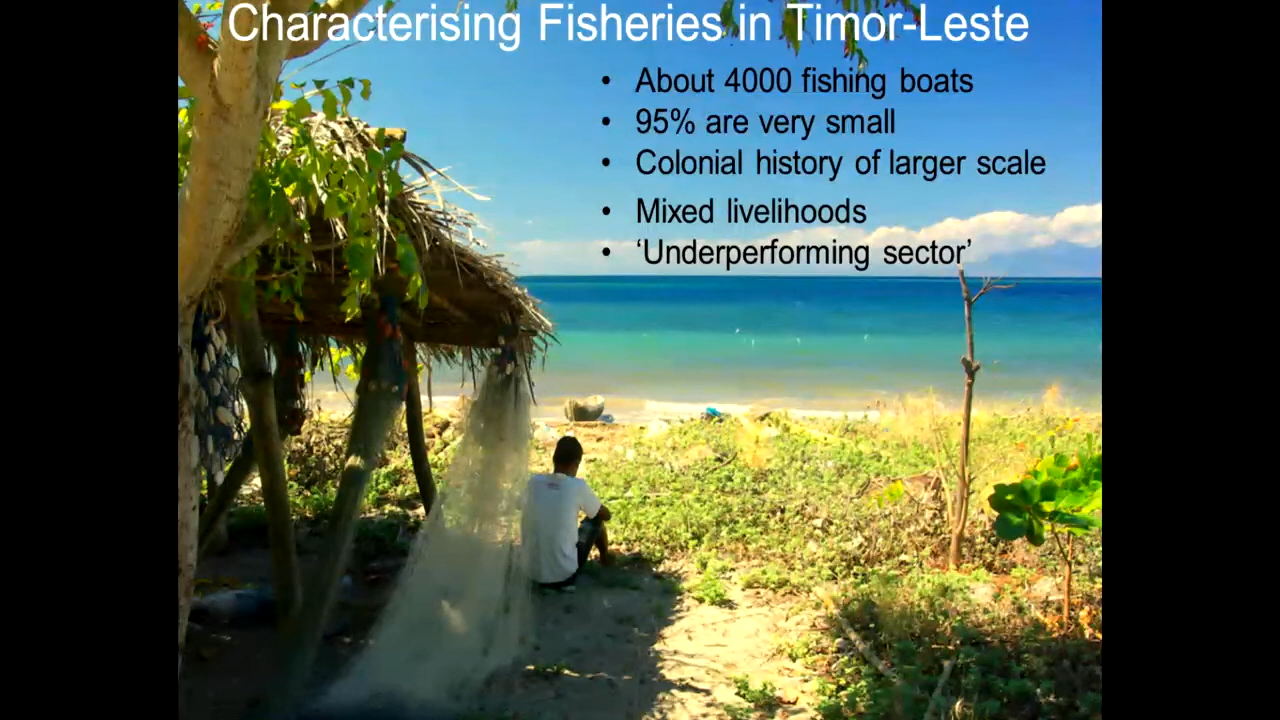 Characterising Fisheries in Timor-Leste
• About 4000 fishing boats
• 95% are very small
• Colonial history of larger scale
• Mixed livelihoods
• ‘Underperforming sector’